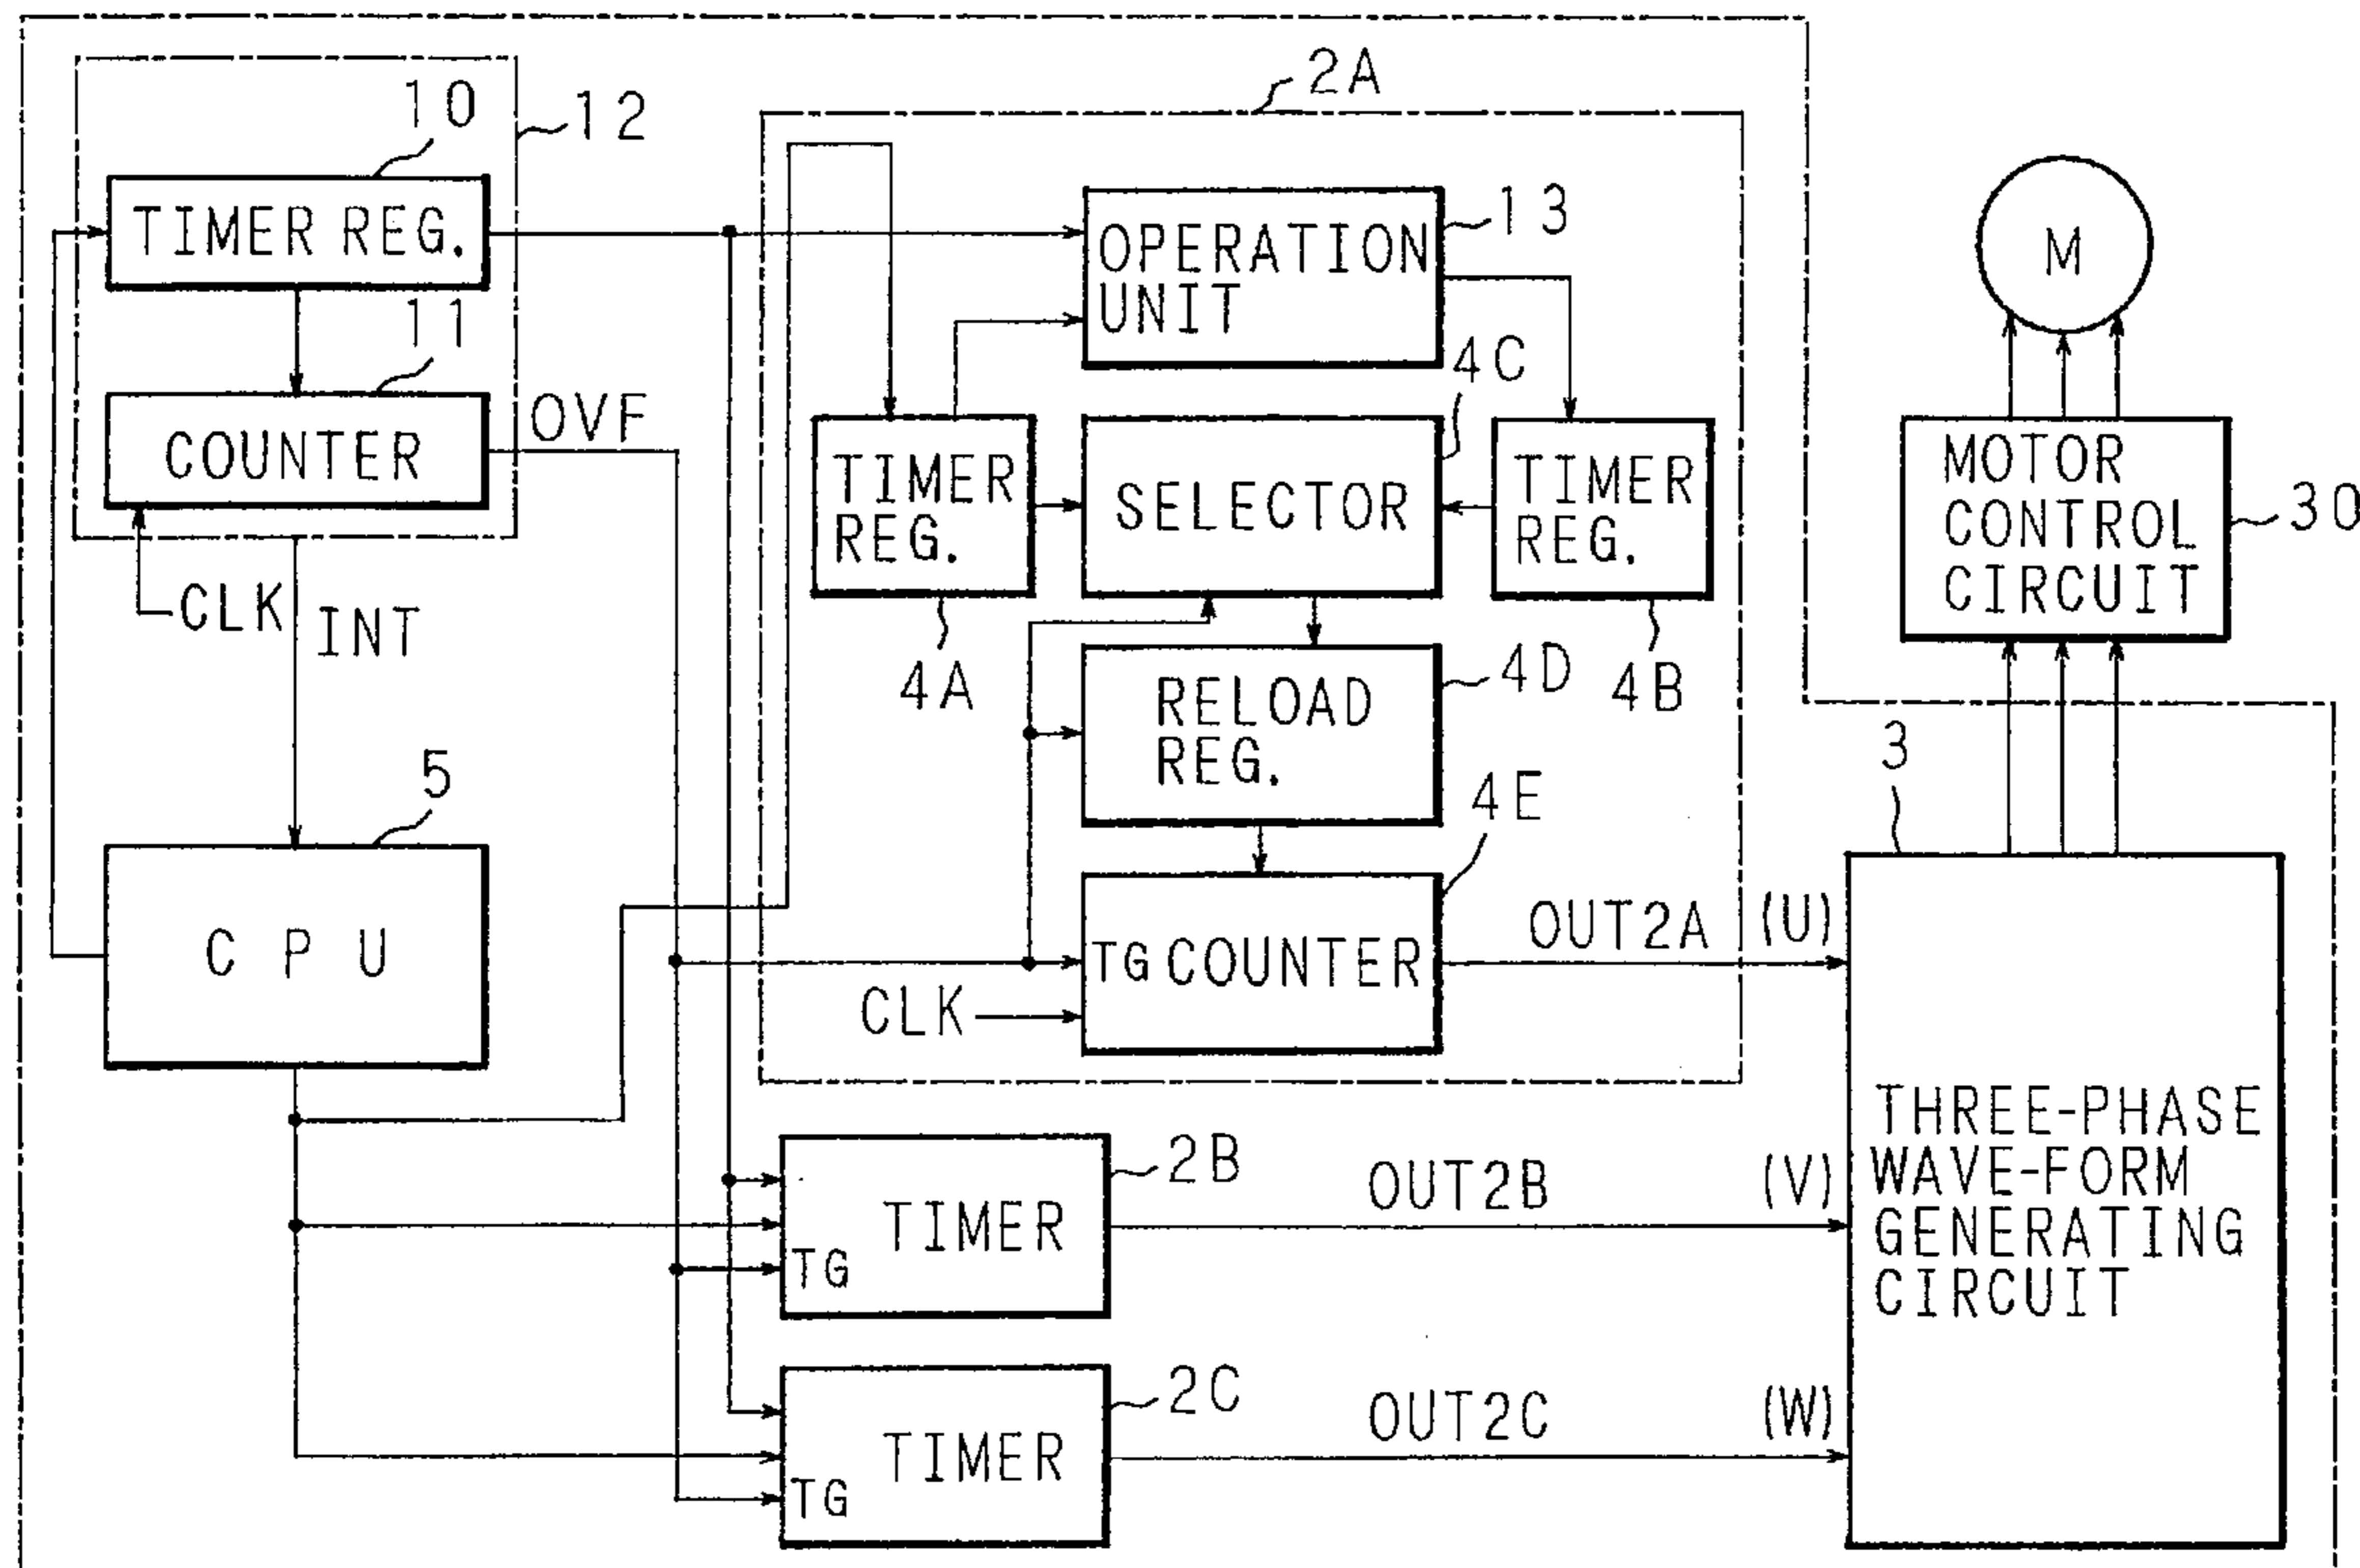 2A
10
12
TIMER REG.
OPERATION
UNIT
13
M
11
COUNTER
OVF
4C
TIMER
REG.
SELECTOR
TIMER
REG.
MOTOR
CONTROL
CIRCUIT
30
CLK
INT
4A
4B
RELOAD
REG.
4D
3
5
4E
CPU
TG COUNTER
OUT2A
(U)
CLK
THREE-PHASE
WAVE-FORM
GENERATING
CIRCUIT
2B
TIMER
TG
OUT2B
(V)
2C
TIMER
TG
OUT2C
(W)